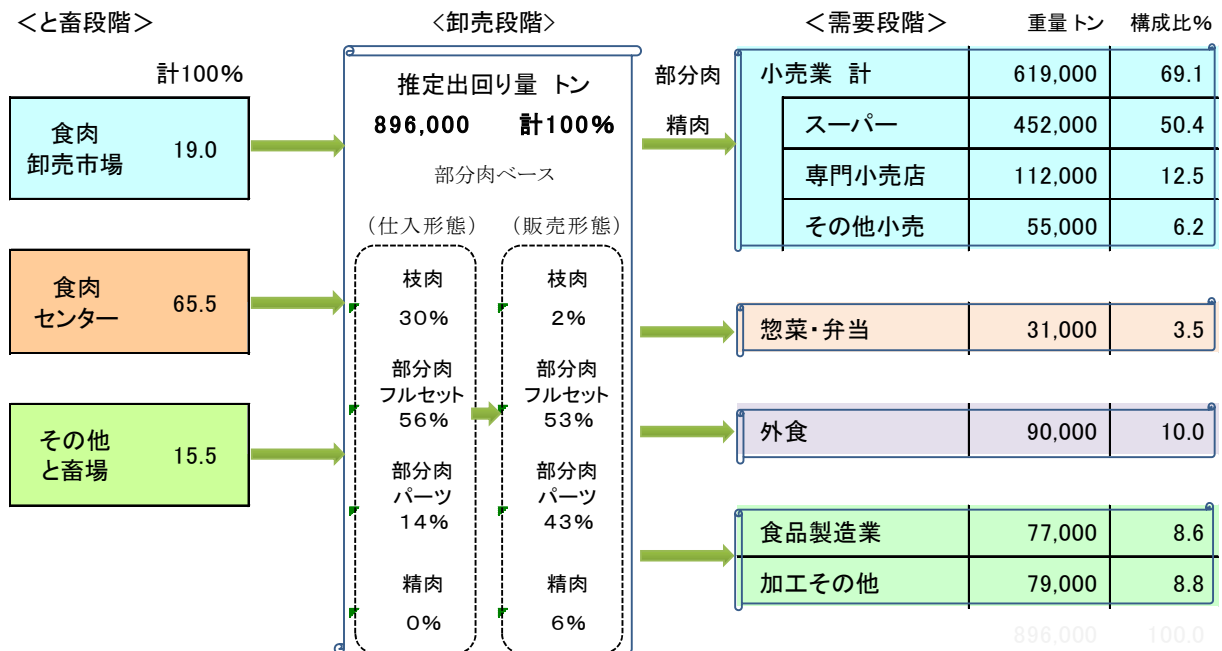 ＜と畜段階＞
計100%
食肉
卸売市場 19.0
食肉
センター 65.5
その他
と畜場 15.5
<卸売段階>
推定出回り量 トン
896,000 計100%
部分肉ベース
（仕入形態）
枝肉
30%
部分肉
フルセット
56%
部分肉
パーツ
14%
精肉
0%
（販売形態）
枝肉
2%
部分肉
フルセット
53%
部分肉
パーツ
43%
精肉
6%
部分肉
精肉
＜需要段階＞ 重量 トン 構成比%
小売業 計 619,000 69.1
スーパー 452,000 50.4
専門小売店 112,000 12.5
その他小売 55,000 6.2
惣菜・弁当 31,000 3.5
外食 90,000 10.0
食品製造業 77,000 8.6
加工その他 79,000 8.8
896,000 100.0